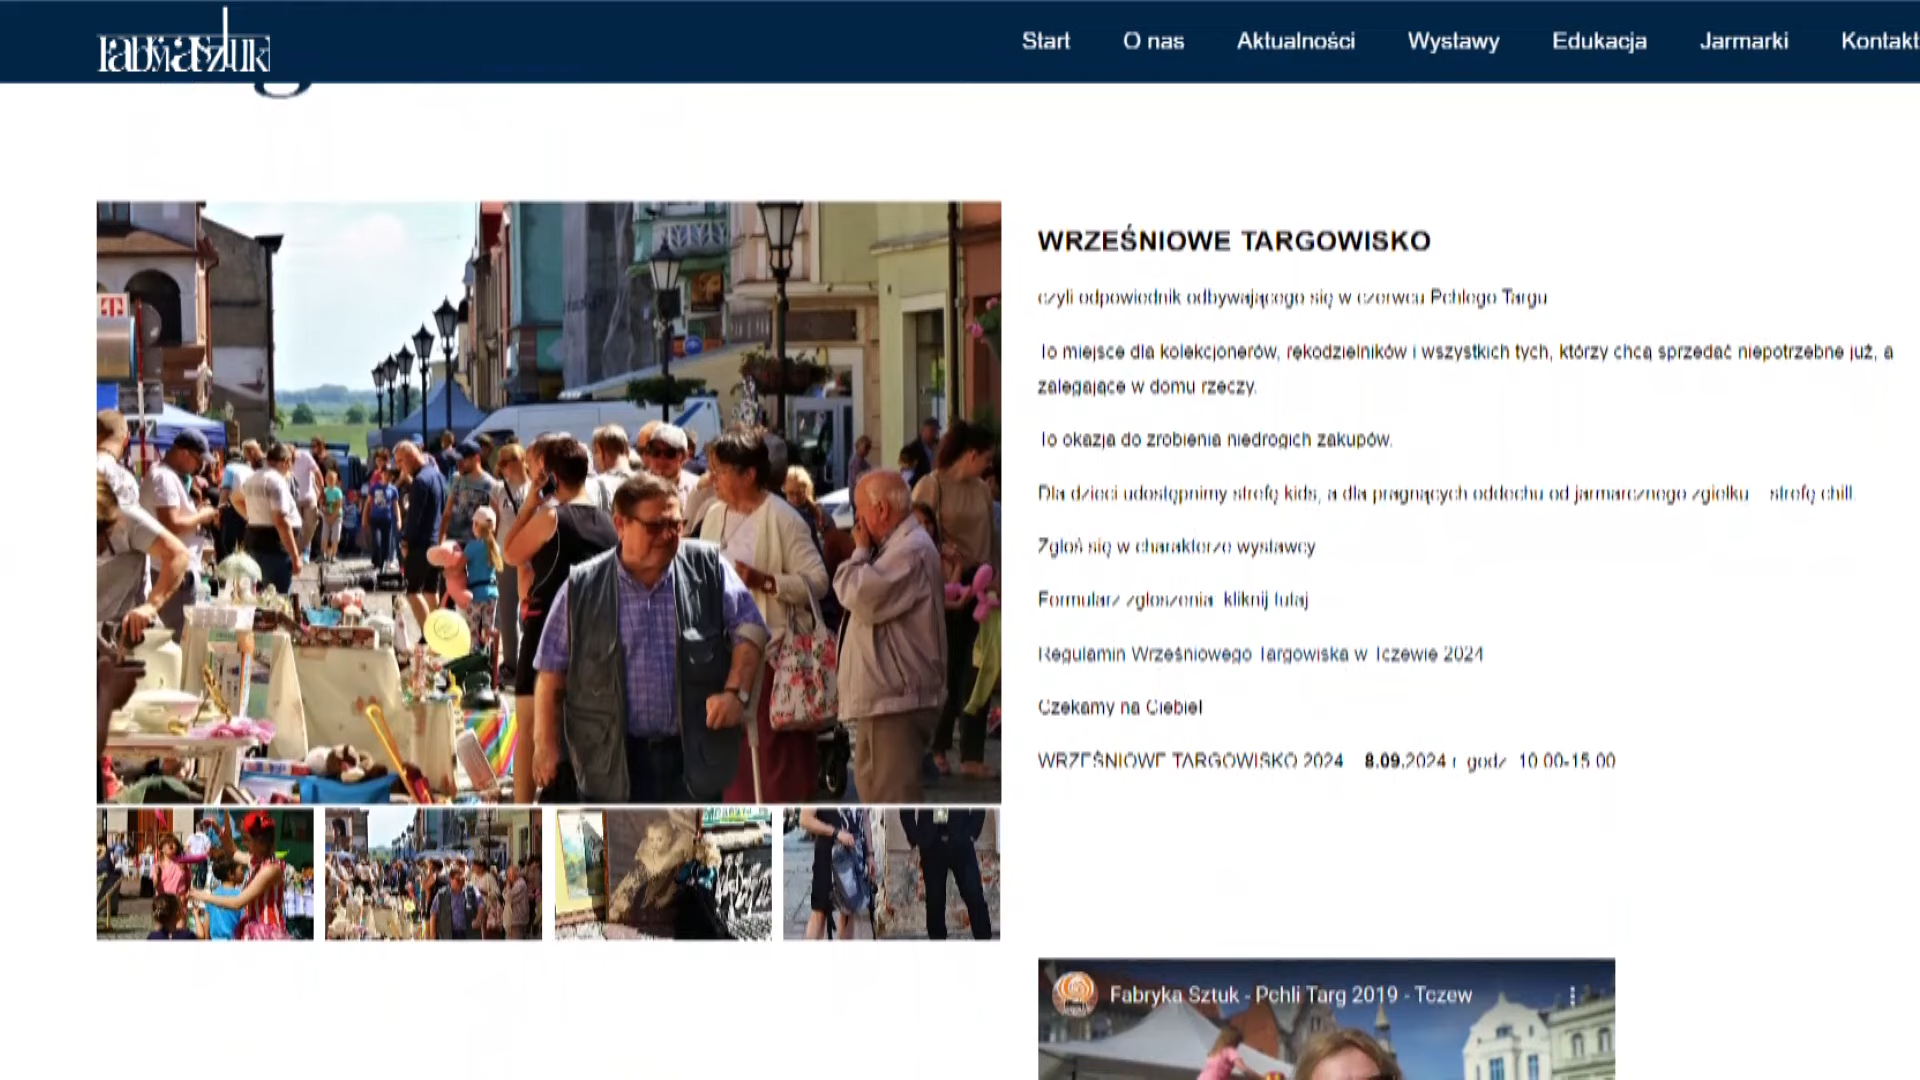 Fabryka Sztuk
Start O nas Aktualności Wystawy Edukacja Jarmarki Kontakt
WRZEŚNIOWE TARGOWISKO
czyli odpowiednik odbywającego się w czerwcu Pchlego Targu
To miejsce dla kolekcjonerów, rękodzielników i wszystkich tych, którzy chcą sprzedać niepotrzebne już, a
zalegające w domu rzeczy.
To okazja do zrobienia niedrogich zakupów.
Dla dzieci udostępnimy strefę kids, a dla pragnących oddechu od jarmarcznego zgiełku – strefę chill.
Zgłoś się w charakterze wystawcy
Formularz zgłoszenia kliknij tutaj
Regulamin Wrześniowego Targowiska w Tczewie 2024
Czekamy na Ciebie!
WRZEŚNIOWE TARGOWISKO 2024 8.09.2024 r. godz. 10.00-15.00
Fabryka Sztuk - Pchli Targ 2019 - Tczew